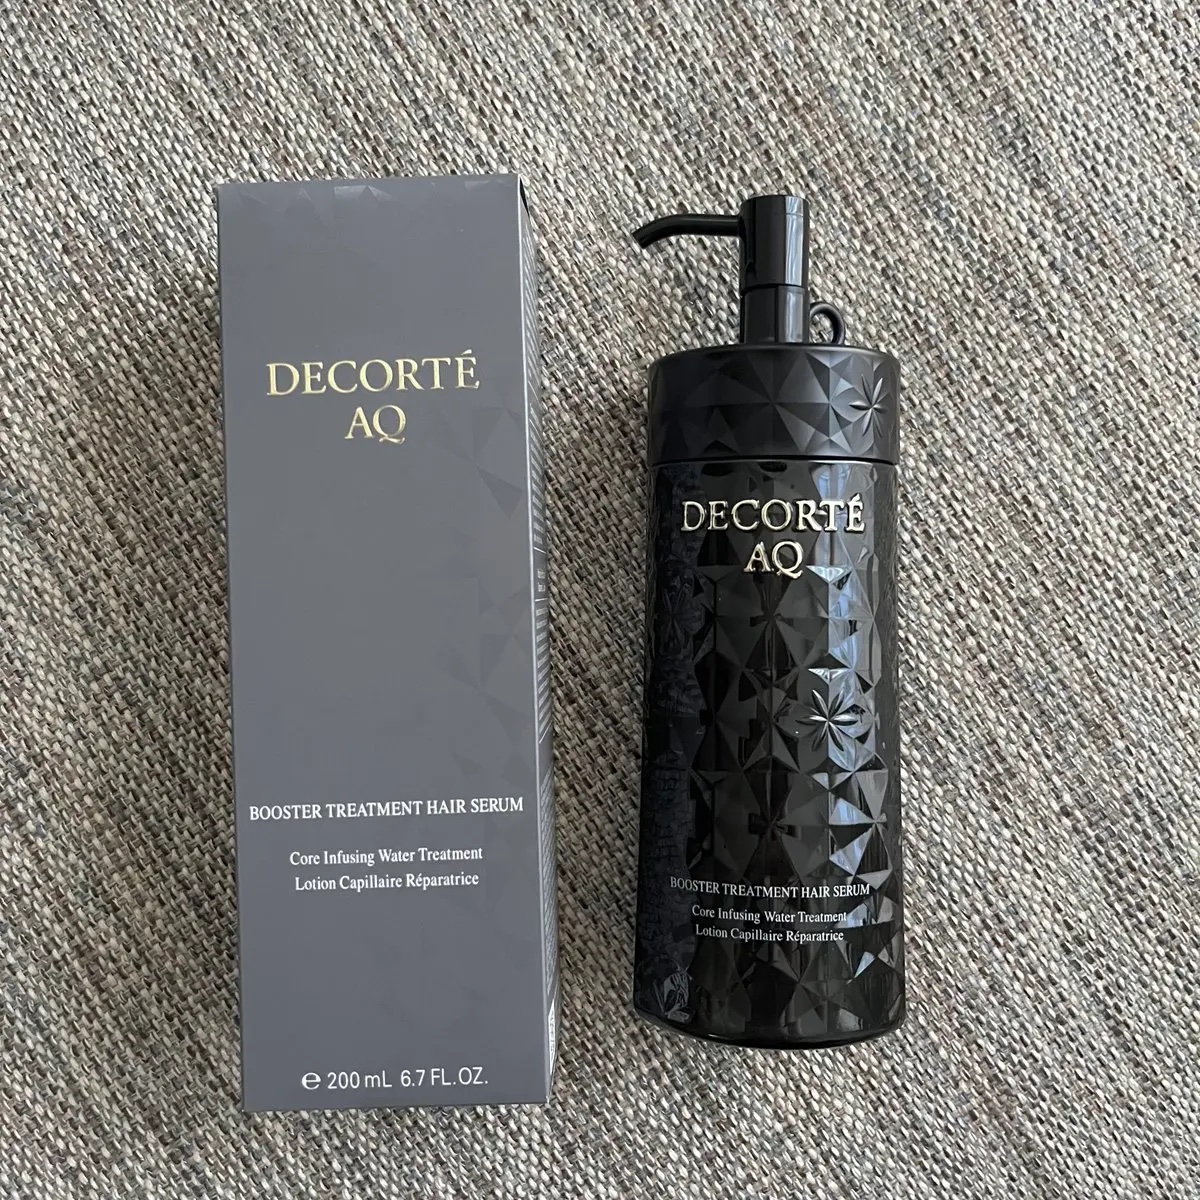 DECORTÉ
AQ
BOOSTER TREATMENT HAIR SERUM
Core Infusing Water Treatment
Lotion Capillaire Réparatrice
℮ 200 mL 6.7 FL.OZ.
DECORTÉ
AQ
BOOSTER TREATMENT HAIR SERUM
Core Infusing Water Treatment
Lotion Capillaire Réparatrice